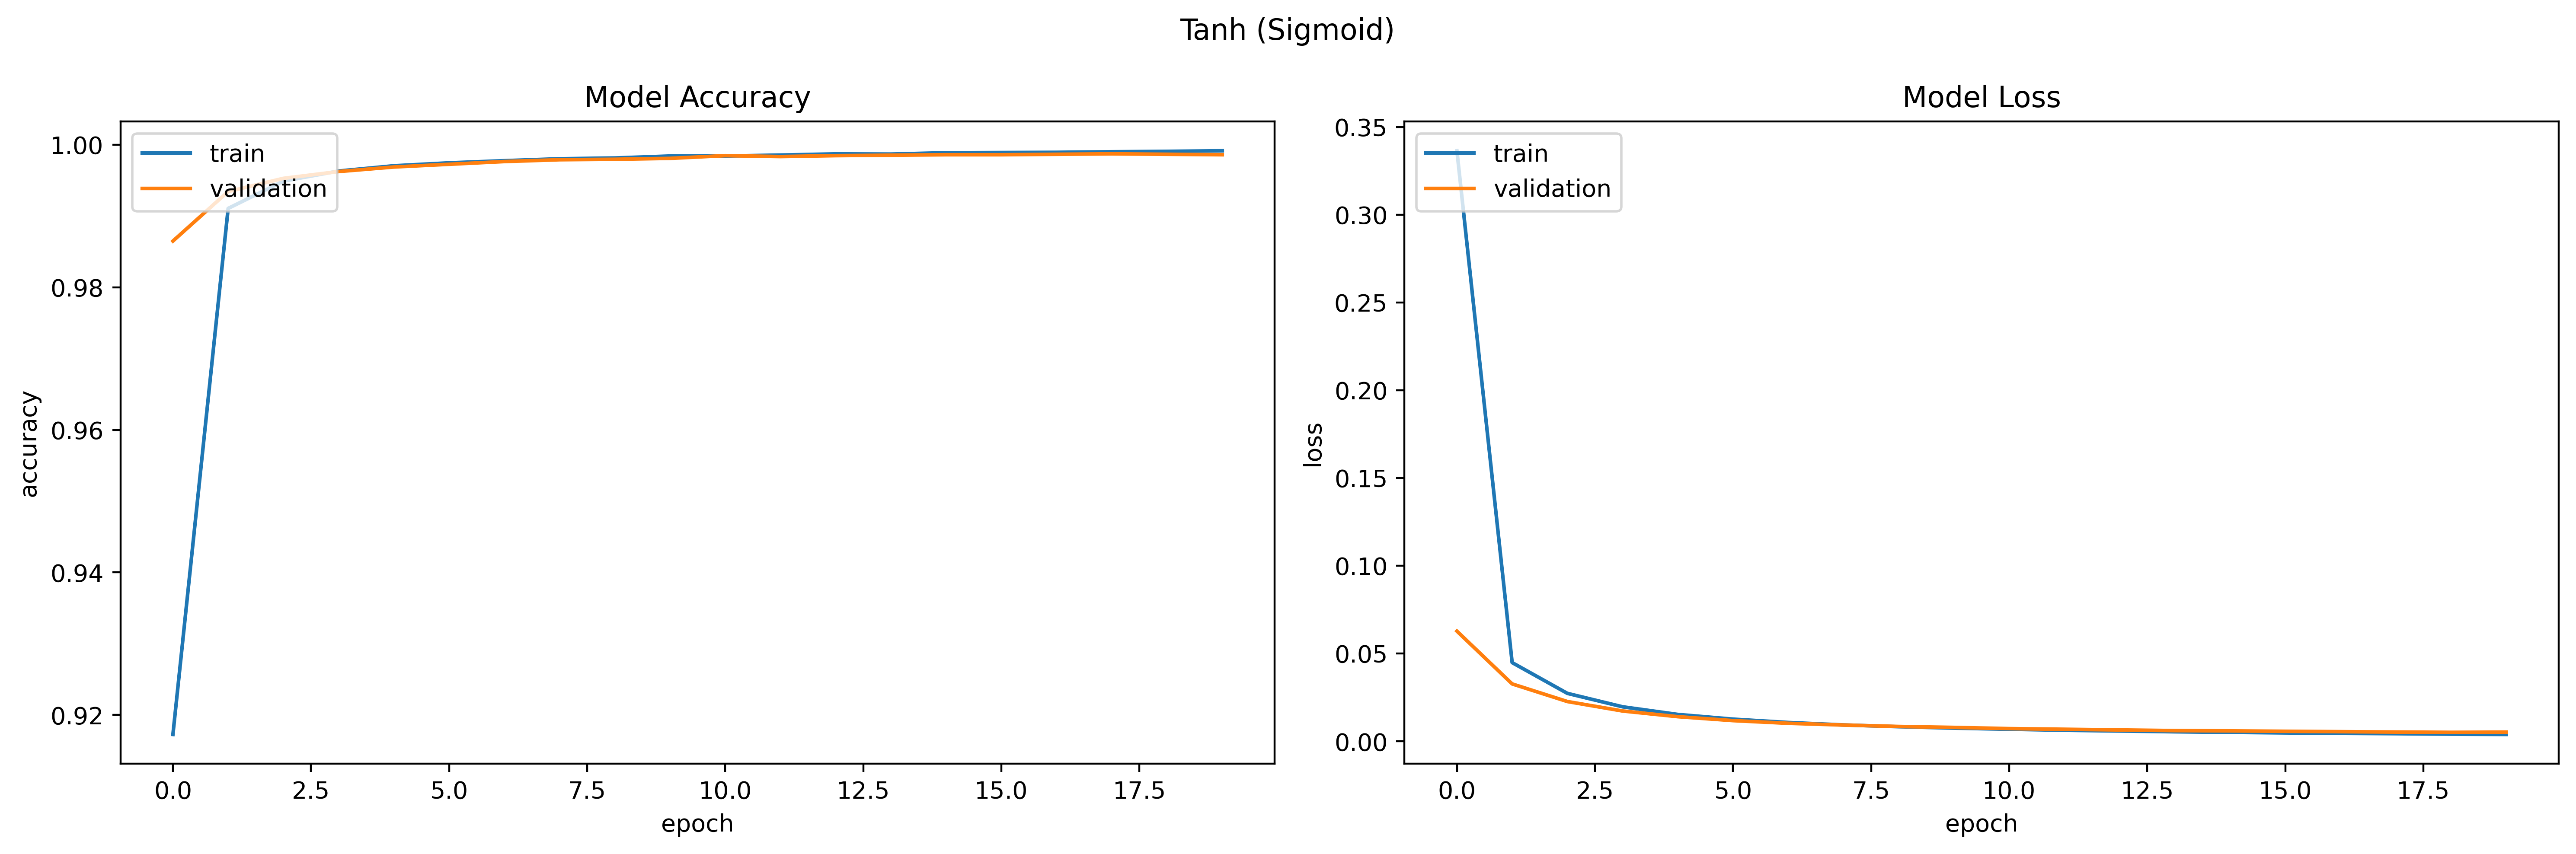 Tanh (Sigmoid)
Model Accuracy
train
validation
1.00
0.98
0.96
0.94
0.92
accuracy
0.0 2.5 5.0 7.5 10.0 12.5 15.0 17.5
epoch
Model Loss
train
validation
0.35
0.30
0.25
0.20
0.15
0.10
0.05
0.00
loss
0.0 2.5 5.0 7.5 10.0 12.5 15.0 17.5
epoch